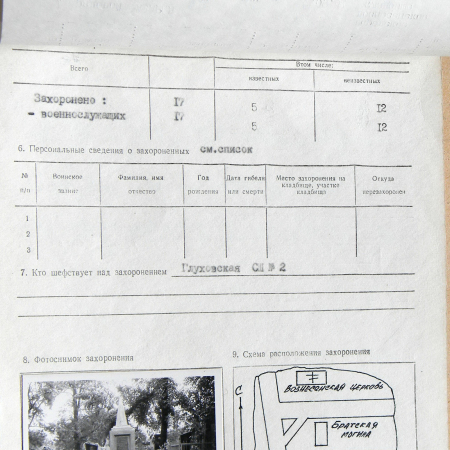 Всего
В том числе:
известных
неизвестных
Захоронено : 17 5 12
- военнослужащих 17 5 12
6. Персональные сведения о захороненных см.список
№ п/п
Воинское звание
Фамилия, имя отчество
Год рождения
Дата гибели или смерти
Место захоронения на кладбище, участке кладбища
Откуда перезахоронен
1
2
3
7. Кто шефствует над захоронением Глуховская СШ № 2
8. Фотоснимок захоронения
9. Схема расположения захоронения
С
Вознесенская церковь
Братская
могила